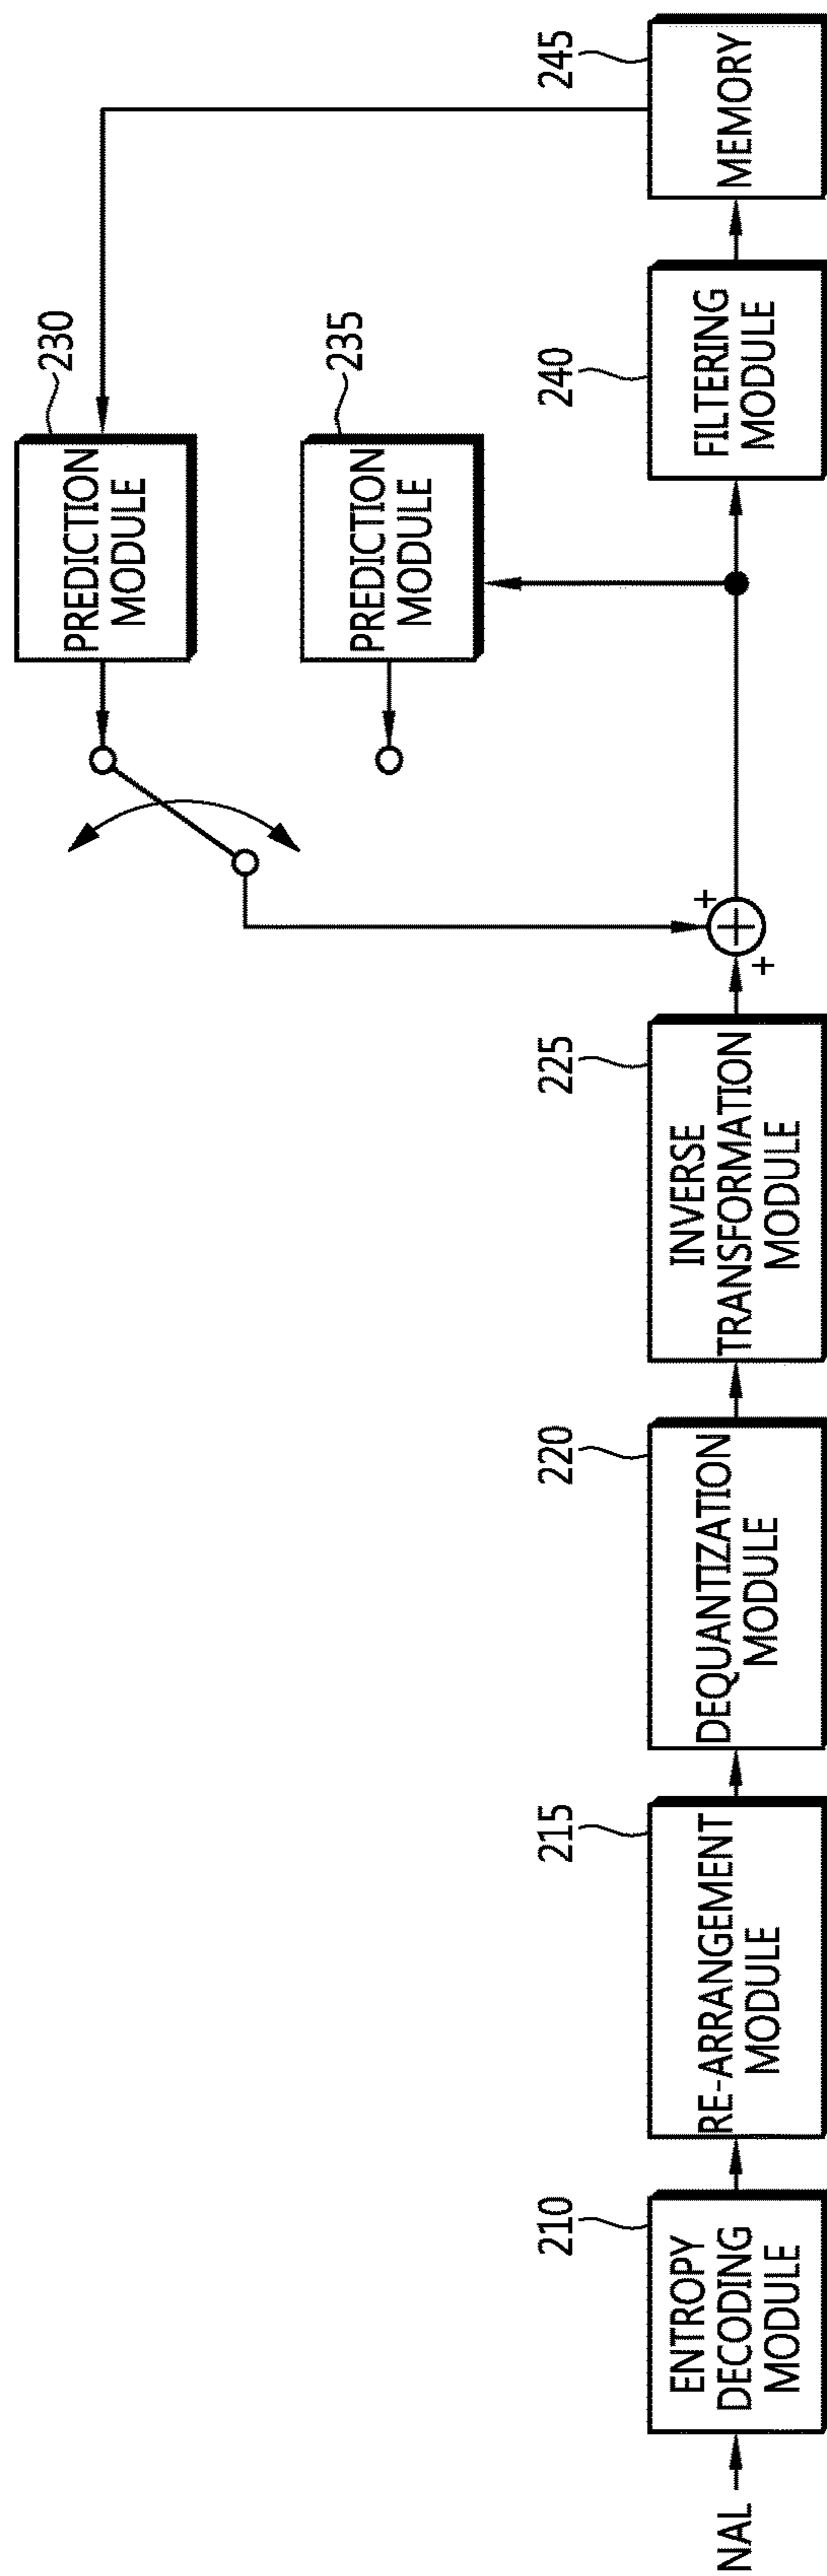 NAL
210
ENTROPY
DECODING
MODULE
215
RE-ARRANGEMENT
MODULE
220
DEQUANTIZATION
MODULE
225
INVERSE
TRANSFORMATION
MODULE
+
+
230
PREDICTION
MODULE
235
PREDICTION
MODULE
240
FILTERING
MODULE
245
MEMORY